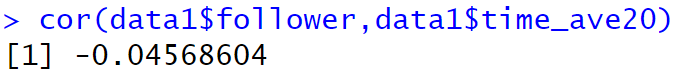 > cor(data1$follower,data1$time_ave20)
[1] -0.04568604